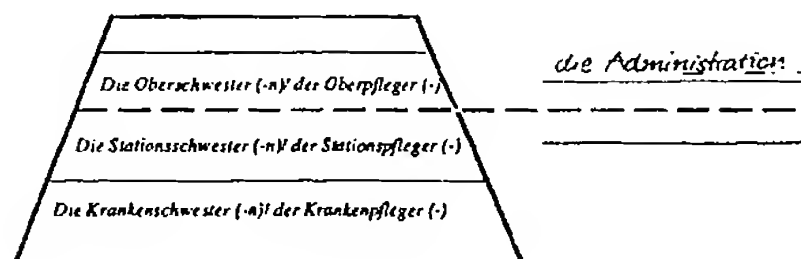 die Administration
Die Oberschwester (-n)/ der Oberpfleger (-)
Die Stationsschwester (-n)/ der Stationspfleger (-)
Die Krankenschwester (-n)/ der Krankenpfleger (-)